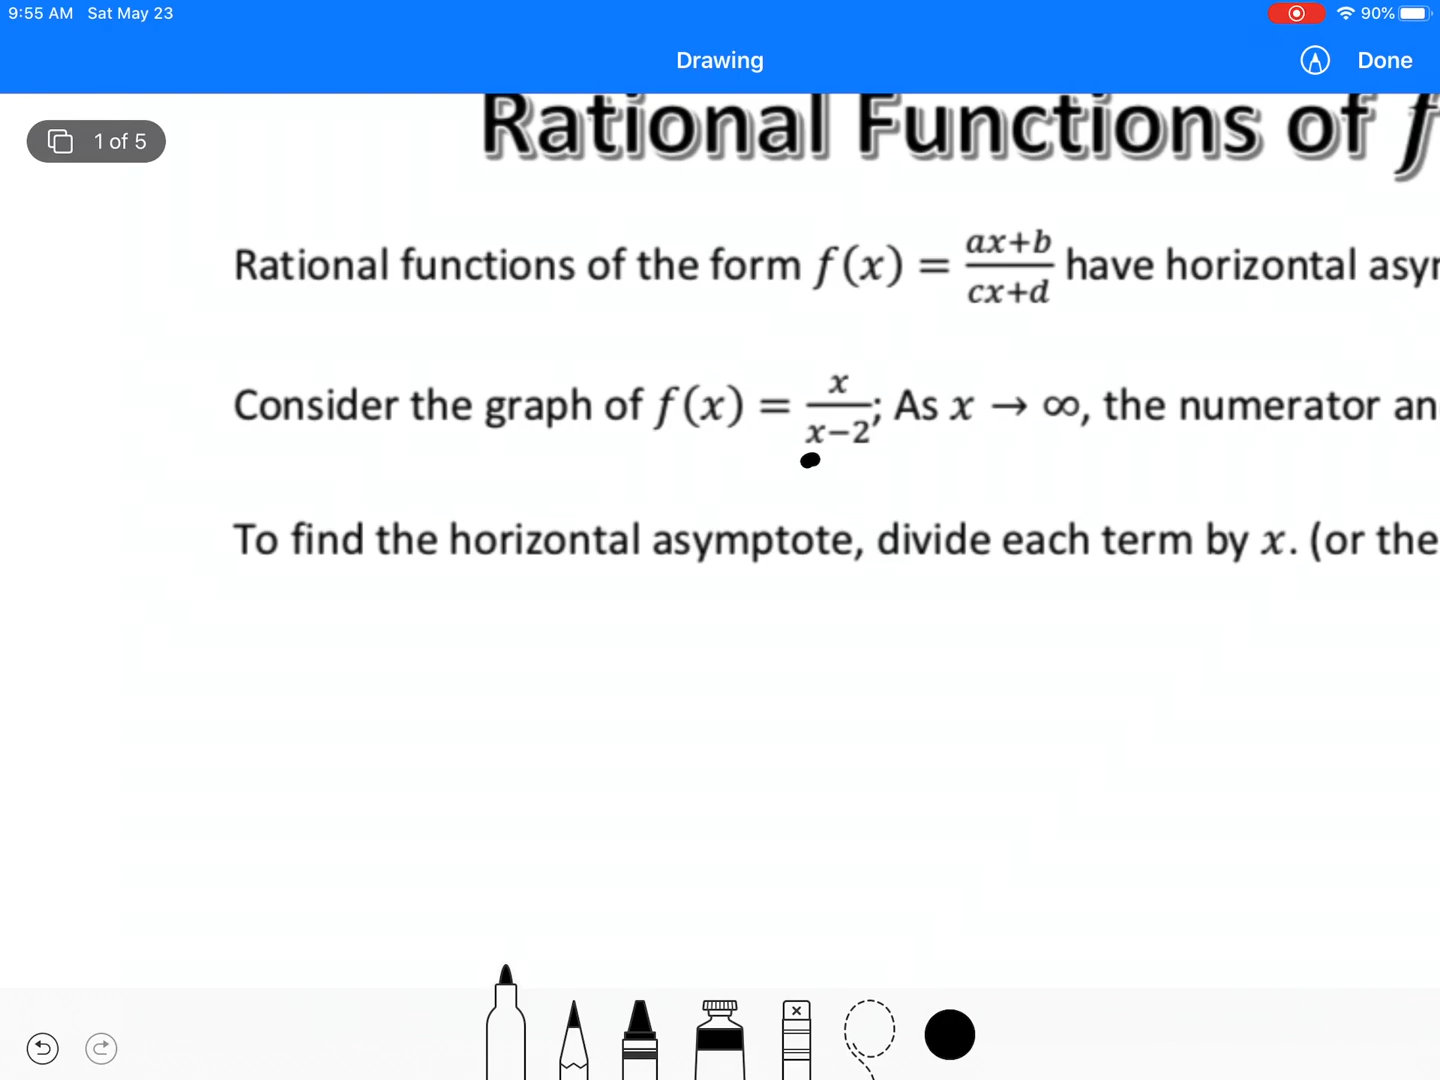 9:55 AM Sat May 23 90%
Drawing Done
1 of 5
Rational Functions of f
Rational functions of the form f(x) = ax+b/cx+d have horizontal
Consider the graph of f(x) = x/x−2; As x → ∞, the numerator
To find the horizontal asymptote, divide each term by x. (or the